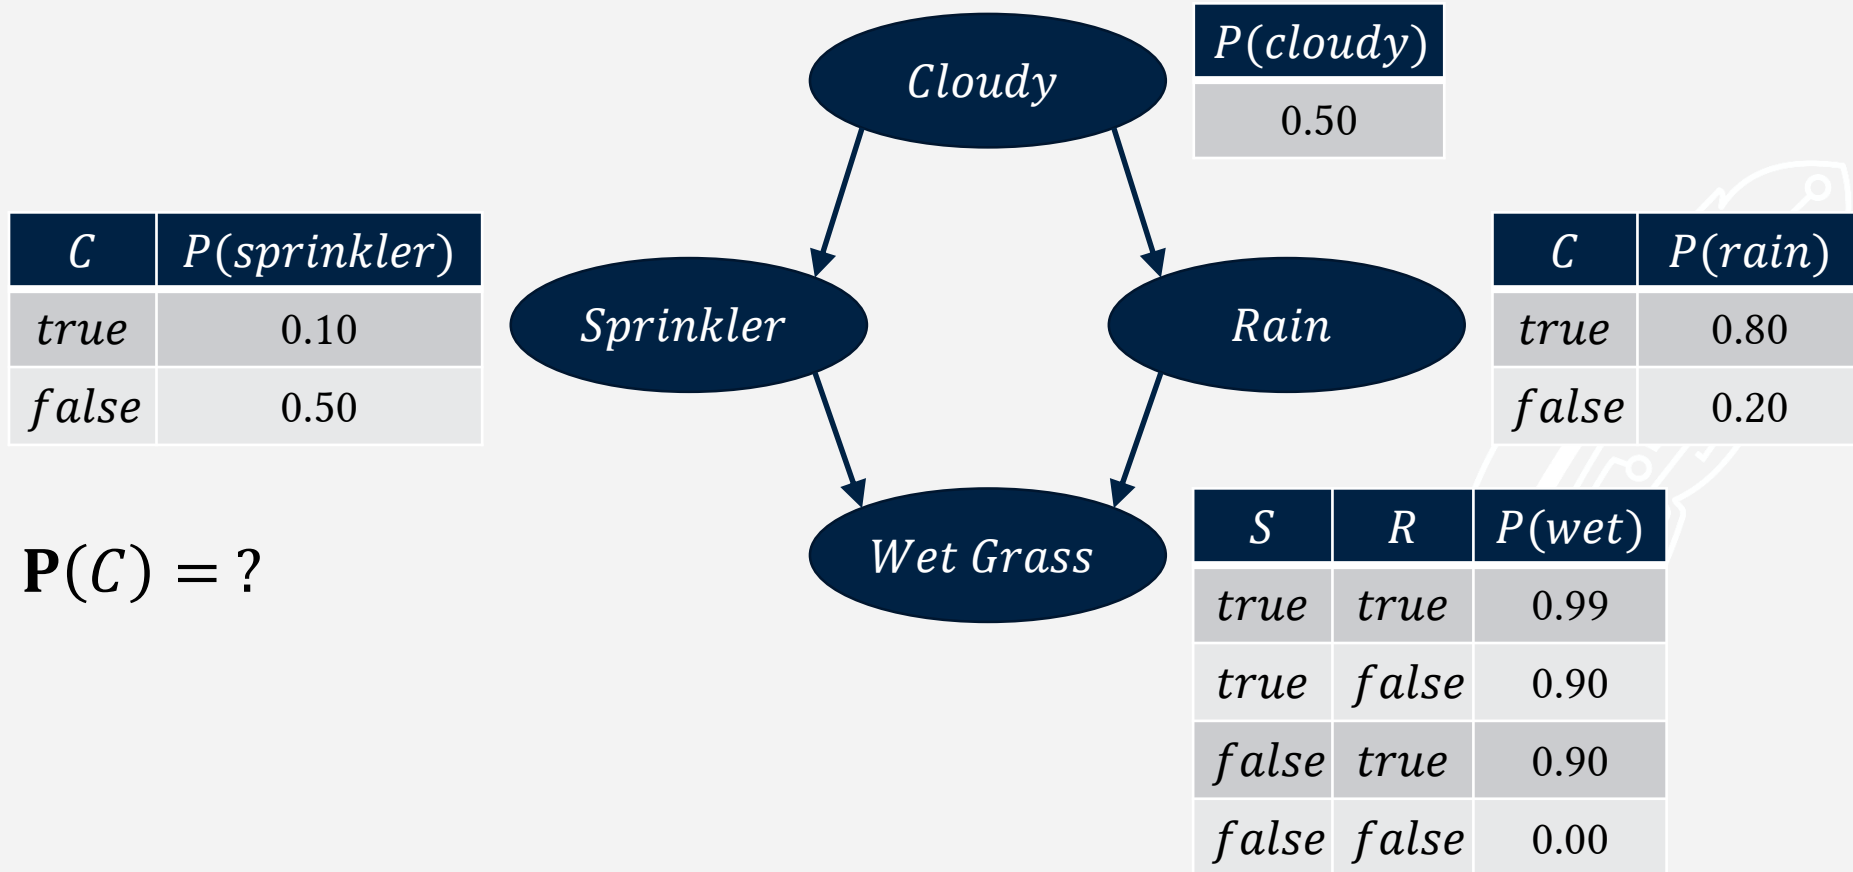 Cloudy
P(cloudy)
0.50
C P(sprinkler)
true 0.10
false 0.50
Sprinkler
Rain
C P(rain)
true 0.80
false 0.20
𝐏(C) = ?
Wet Grass
S R P(wet)
true true 0.99
true false 0.90
false true 0.90
false false 0.00